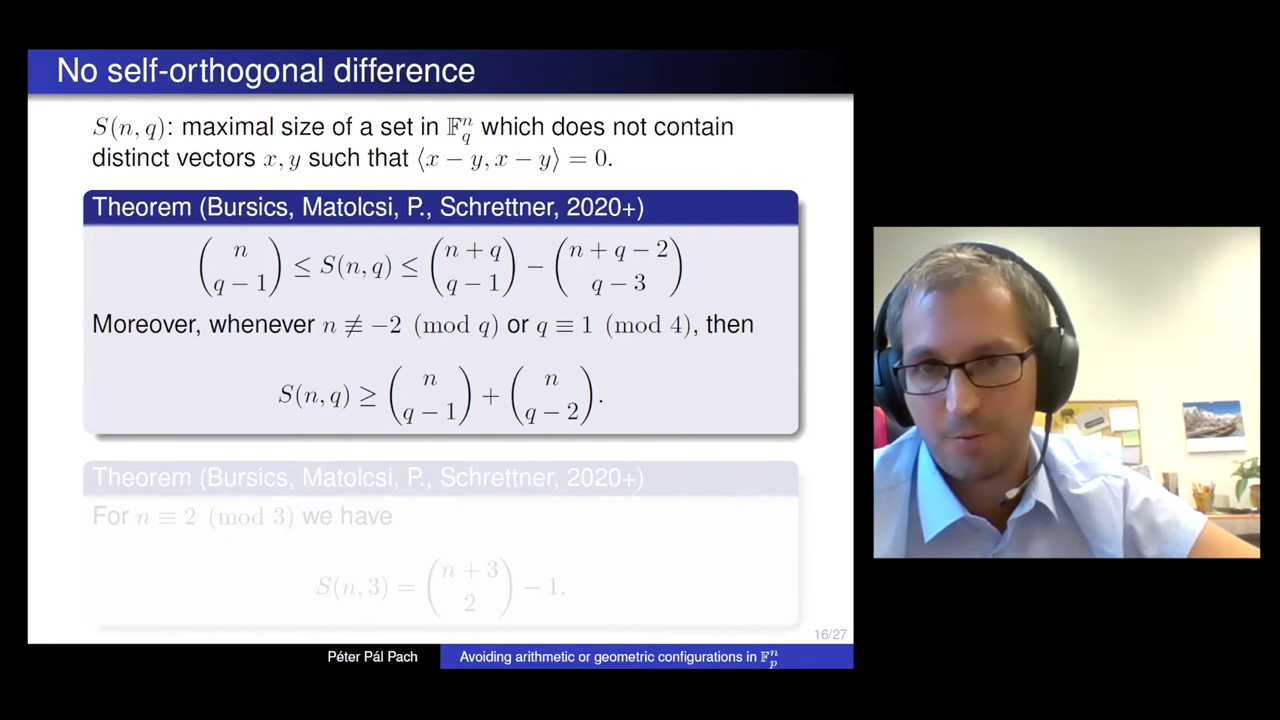 No self-orthogonal difference
S(n, q): maximal size of a set in 𝔽_q^n which does not contain
distinct vectors x, y such that ⟨x − y, x − y⟩ = 0.
Theorem (Bursics, Matolcsi, P., Schrettner, 2020+)
\binom{n}{q − 1} ≤ S(n, q) ≤ \binom{n + q}{q − 1} − \binom{n + q − 2}{q − 3}
Moreover, whenever n ≢ −2 (mod q) or q ≡ 1 (mod 4), then
S(n, q) ≥ \binom{n}{q − 1} + \binom{n}{q − 2}.
Theorem (Bursics, Matolcsi, P., Schrettner, 2020+)
For n ≡ 2 (mod 3) we have
S(n, 3) = \binom{n + 3}{2} − 1.
16/27
Péter Pál Pach
Avoiding arithmetic or geometric configurations in 𝔽_p^n